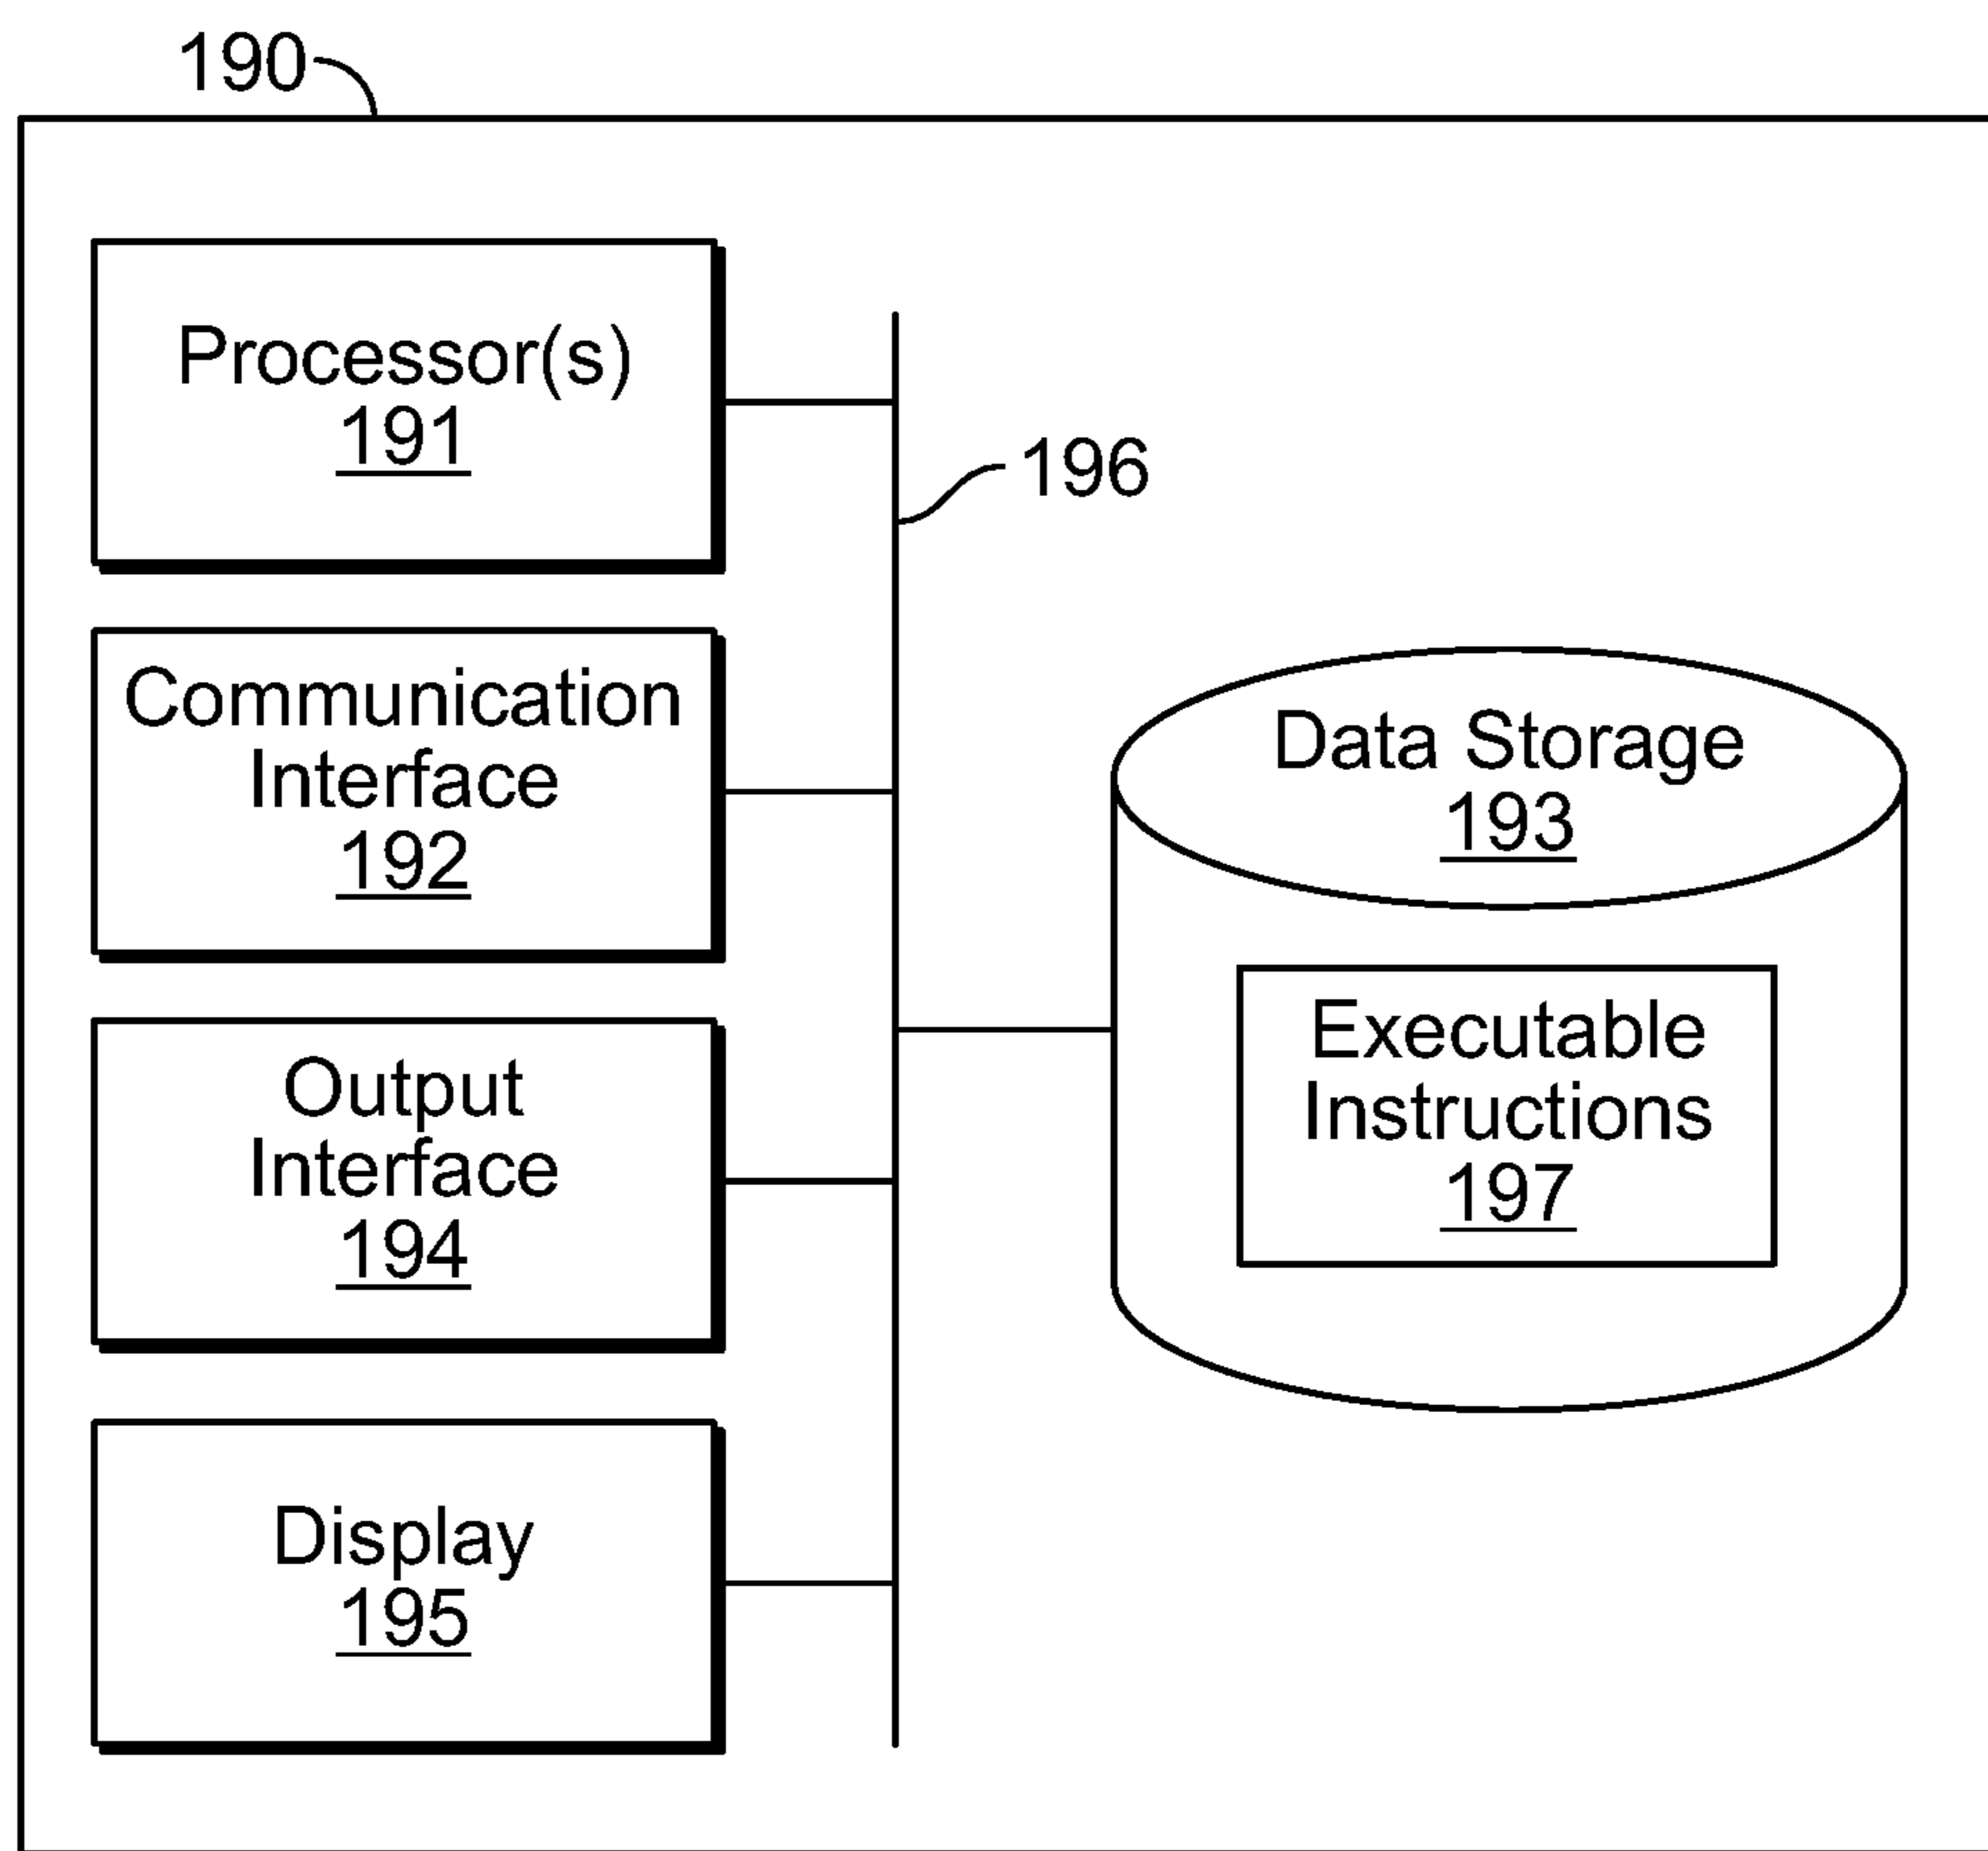 190
Processor(s)
191
196
Communication
Interface
192
Data Storage
193
Executable
Instructions
197
Output
Interface
194
Display
195